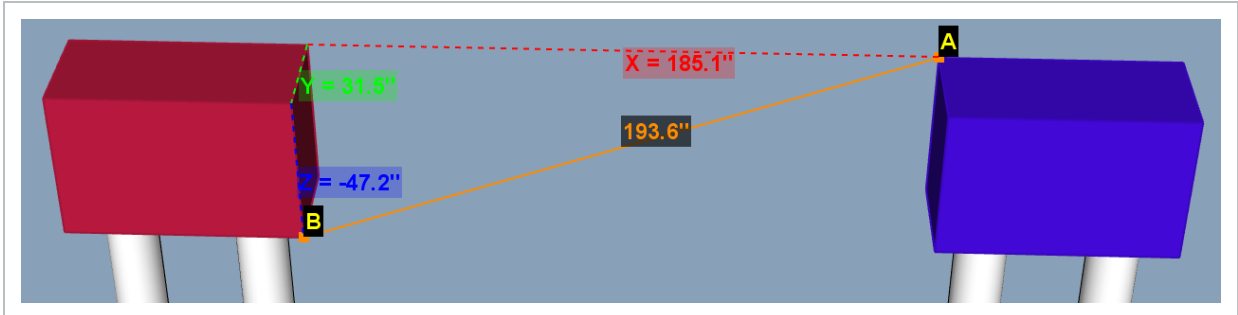 A
X = 185.1"
Y = 31.5"
193.6"
Z = -47.2"
B